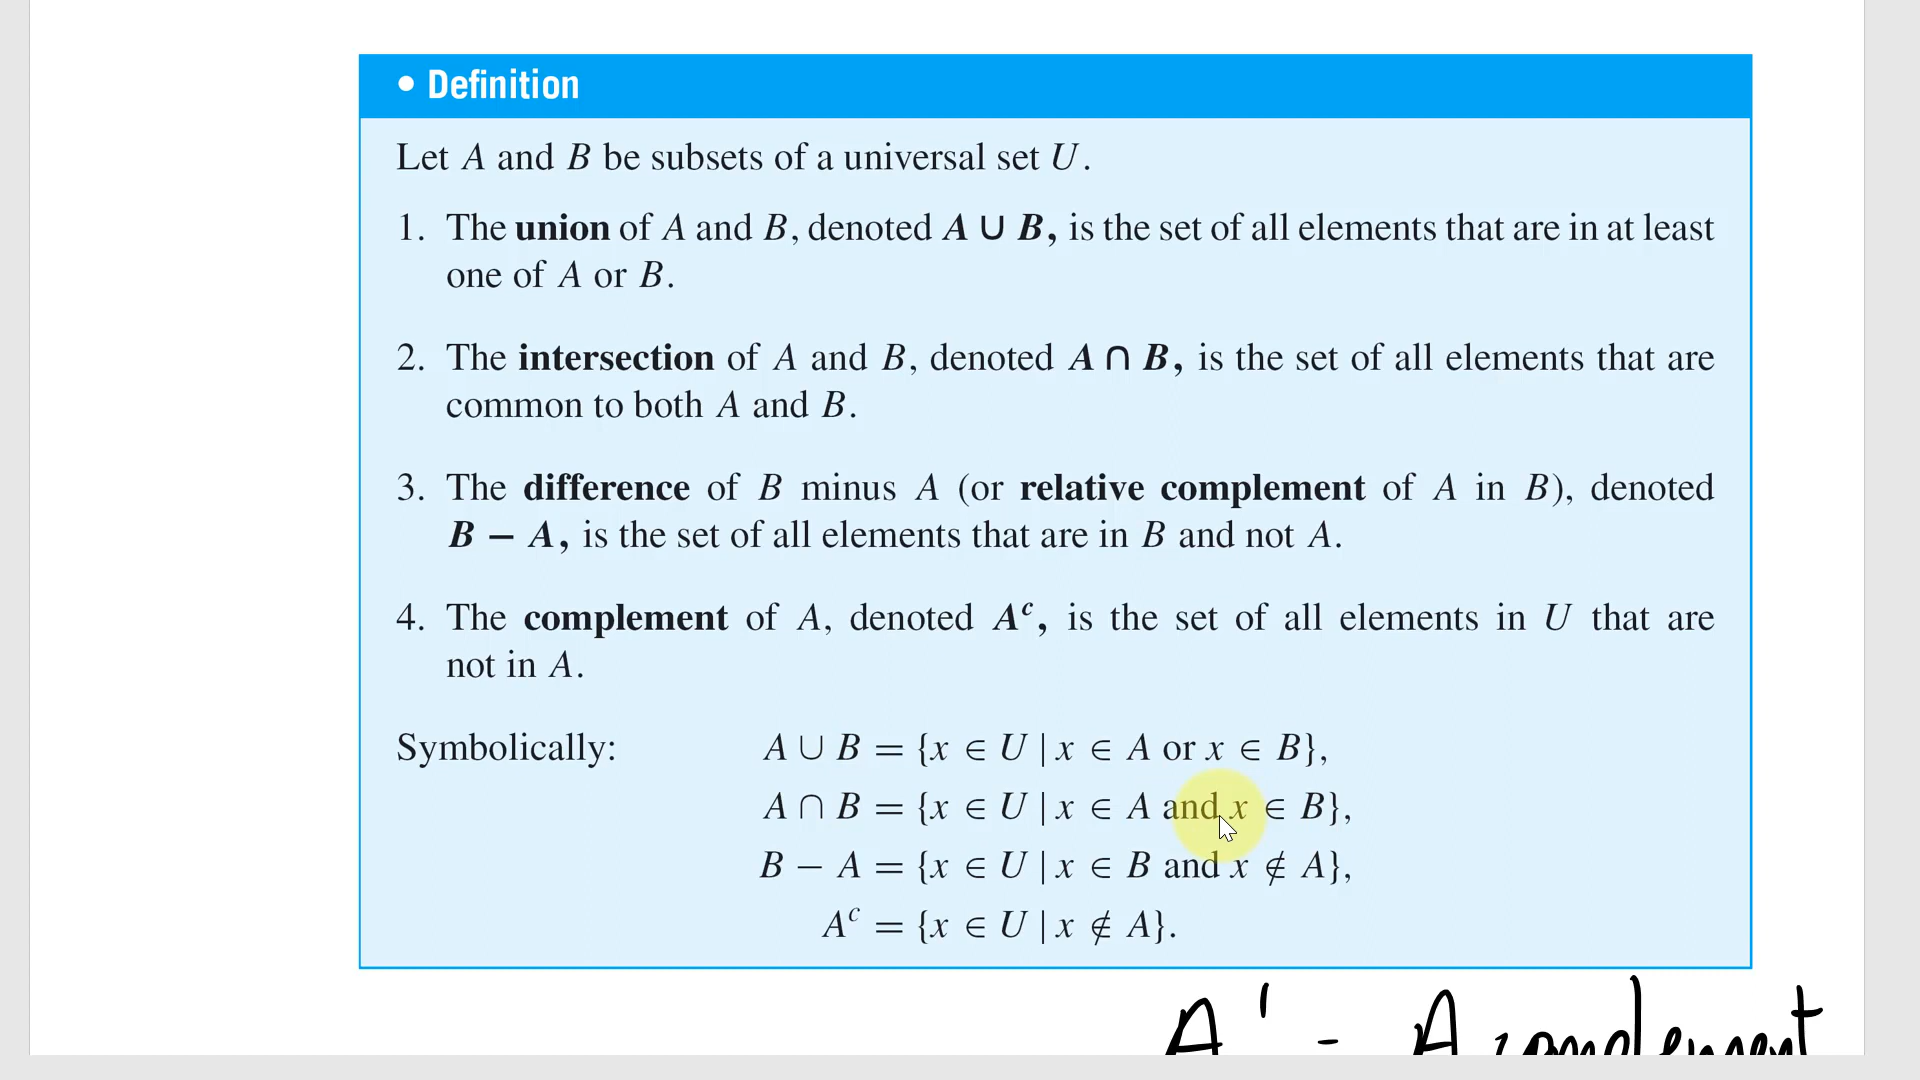 • Definition
Let A and B be subsets of a universal set U.
1. The union of A and B, denoted A ∪ B, is the set of all elements that are in at least
one of A or B.
2. The intersection of A and B, denoted A ∩ B, is the set of all elements that are
common to both A and B.
3. The difference of B minus A (or relative complement of A in B), denoted
B − A, is the set of all elements that are in B and not A.
4. The complement of A, denoted Aᶜ, is the set of all elements in U that are
not in A.
Symbolically: A ∪ B = {x ∈ U | x ∈ A or x ∈ B},
A ∩ B = {x ∈ U | x ∈ A and x ∈ B},
B − A = {x ∈ U | x ∈ B and x ∉ A},
Aᶜ = {x ∈ U | x ∉ A}.
A' - A complement